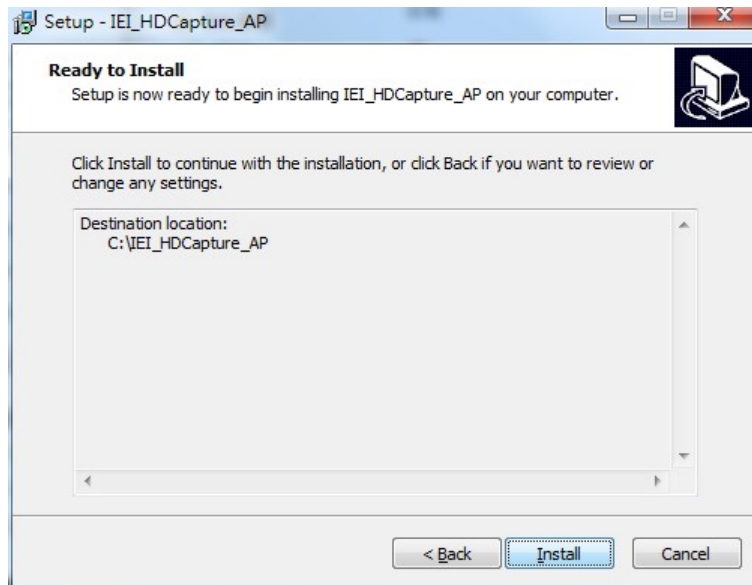 Setup - IEI_HDCapture_AP
Ready to Install
Setup is now ready to begin installing IEI_HDCapture_AP on your computer.
Click Install to continue with the installation, or click Back if you want to review or
change any settings.
Destination location:
C:\IEI_HDCapture_AP
< Back
Install
Cancel